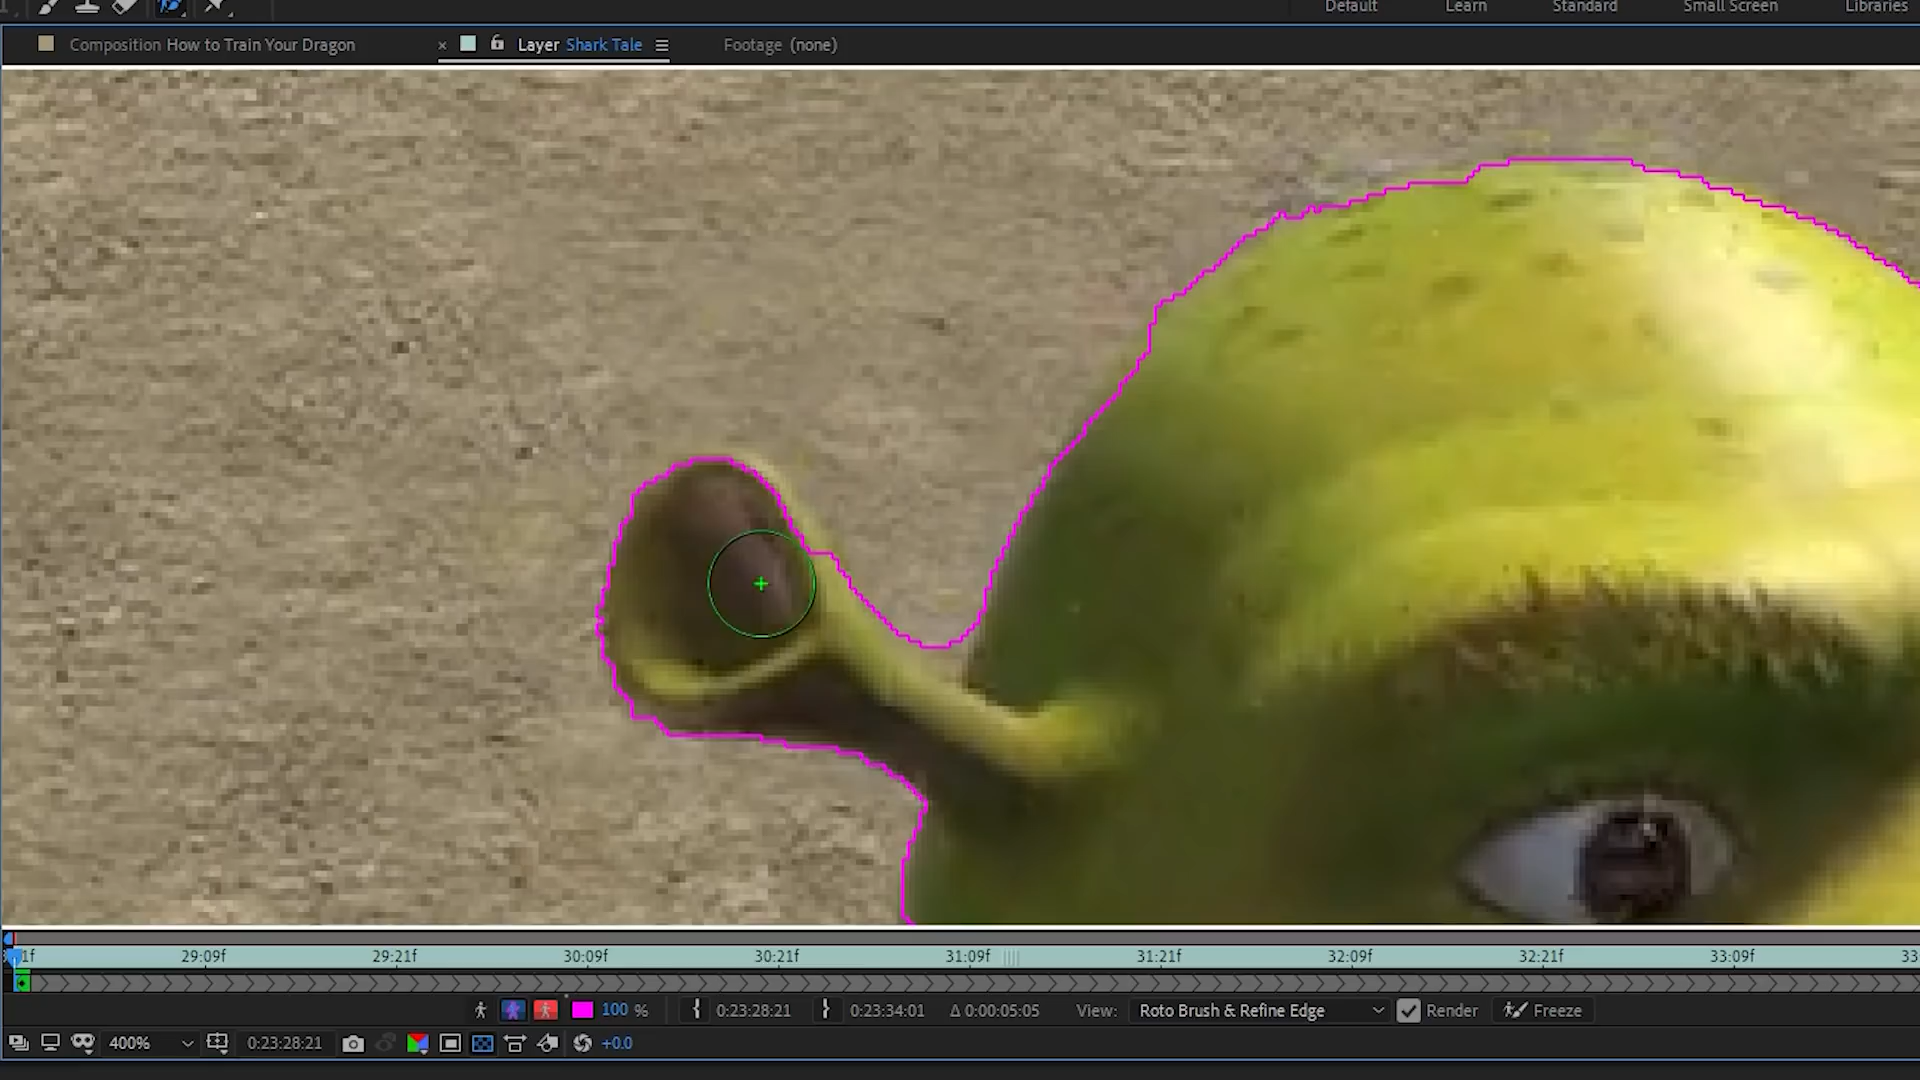 Default Learn Standard Small Screen Libraries
Composition How to Train Your Dragon × Layer Shark Tale Footage (none)
1f 29:09f 29:21f 30:09f 30:21f 31:09f 31:21f 32:09f 32:21f 33:09f 33
100 % 0:23:28:21 0:23:34:01 Δ 0:00:05:05 View: Roto Brush & Refine Edge Render Freeze
400% 0:23:28:21 +0.0